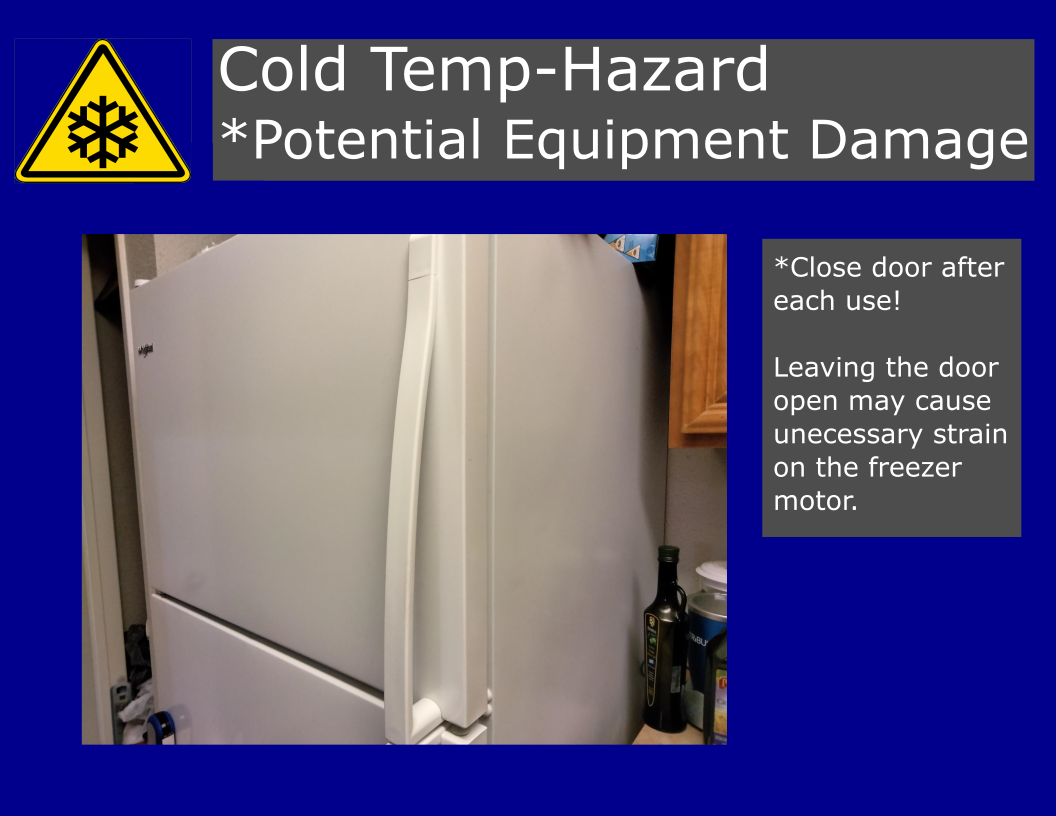 Cold Temp-Hazard
*Potential Equipment Damage
Whirlpool
*Close door after
each use!
Leaving the door
open may cause
unecessary strain
on the freezer
motor.